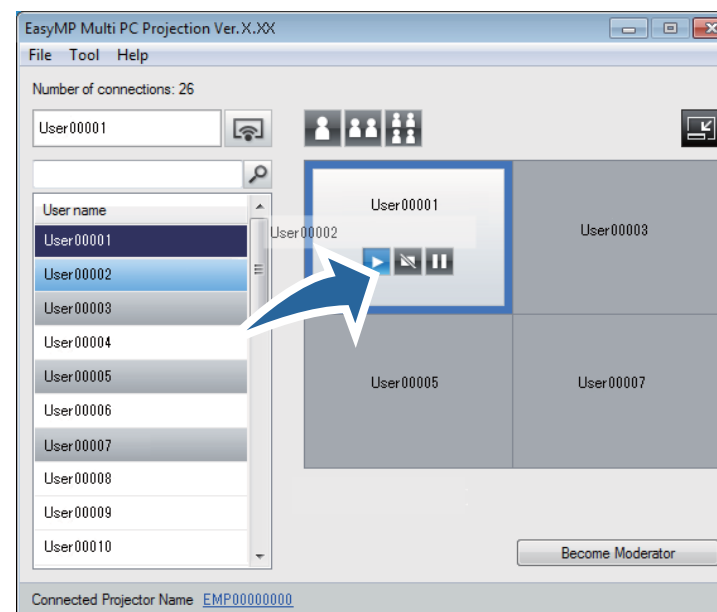 EasyMP Multi PC Projection Ver.X.XX
File Tool Help
Number of connections: 26
User00001
User name
User00001
User00002
User00003
User00004
User00005
User00006
User00007
User00008
User00009
User00010
User00001
User00002
User00003
User00005
User00007
Become Moderator
Connected Projector Name EMP00000000